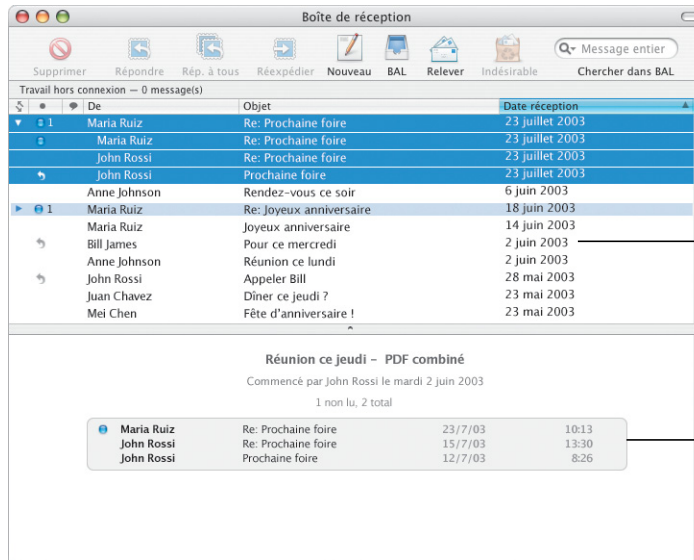 Boîte de réception
Message entier
Supprimer Répondre Rép. à tous Réexpédier Nouveau BAL Relever Indésirable Chercher dans BAL
Travail hors connexion — 0 message(s)
De Objet Date réception
1 Maria Ruiz Re: Prochaine foire 23 juillet 2003
Maria Ruiz Re: Prochaine foire 23 juillet 2003
John Rossi Re: Prochaine foire 23 juillet 2003
John Rossi Prochaine foire 23 juillet 2003
Anne Johnson Rendez-vous ce soir 6 juin 2003
1 Maria Ruiz Re: Joyeux anniversaire 18 juin 2003
Maria Ruiz Joyeux anniversaire 14 juin 2003
Bill James Pour ce mercredi 2 juin 2003
Anne Johnson Réunion ce lundi 2 juin 2003
John Rossi Appeler Bill 28 mai 2003
Juan Chavez Dîner ce jeudi ? 23 mai 2003
Mei Chen Fête d'anniversaire ! 23 mai 2003
Réunion ce jeudi – PDF combiné
Commencé par John Rossi le mardi 2 juin 2003
1 non lu, 2 total
Maria Ruiz Re: Prochaine foire 23/7/03 10:13
John Rossi Re: Prochaine foire 15/7/03 13:30
John Rossi Prochaine foire 12/7/03 8:26